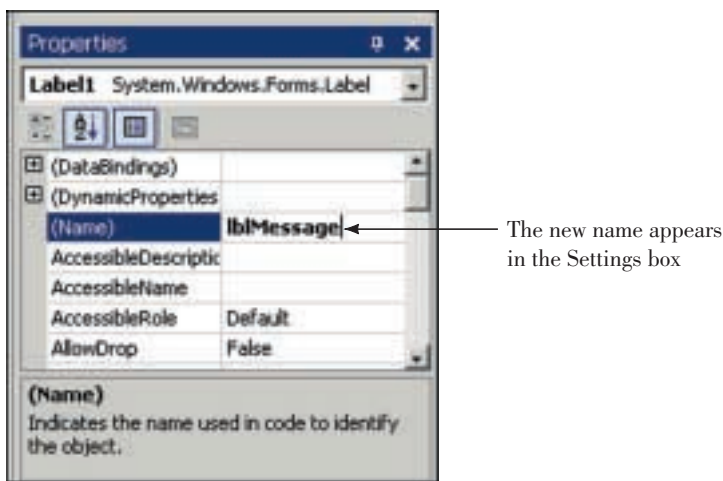 Properties
Label1 System.Windows.Forms.Label
(DataBindings)
(DynamicProperties
(Name) lblMessage
AccessibleDescriptic
AccessibleName
AccessibleRole Default
AllowDrop False
(Name)
Indicates the name used in code to identify
the object.
The new name appears
in the Settings box